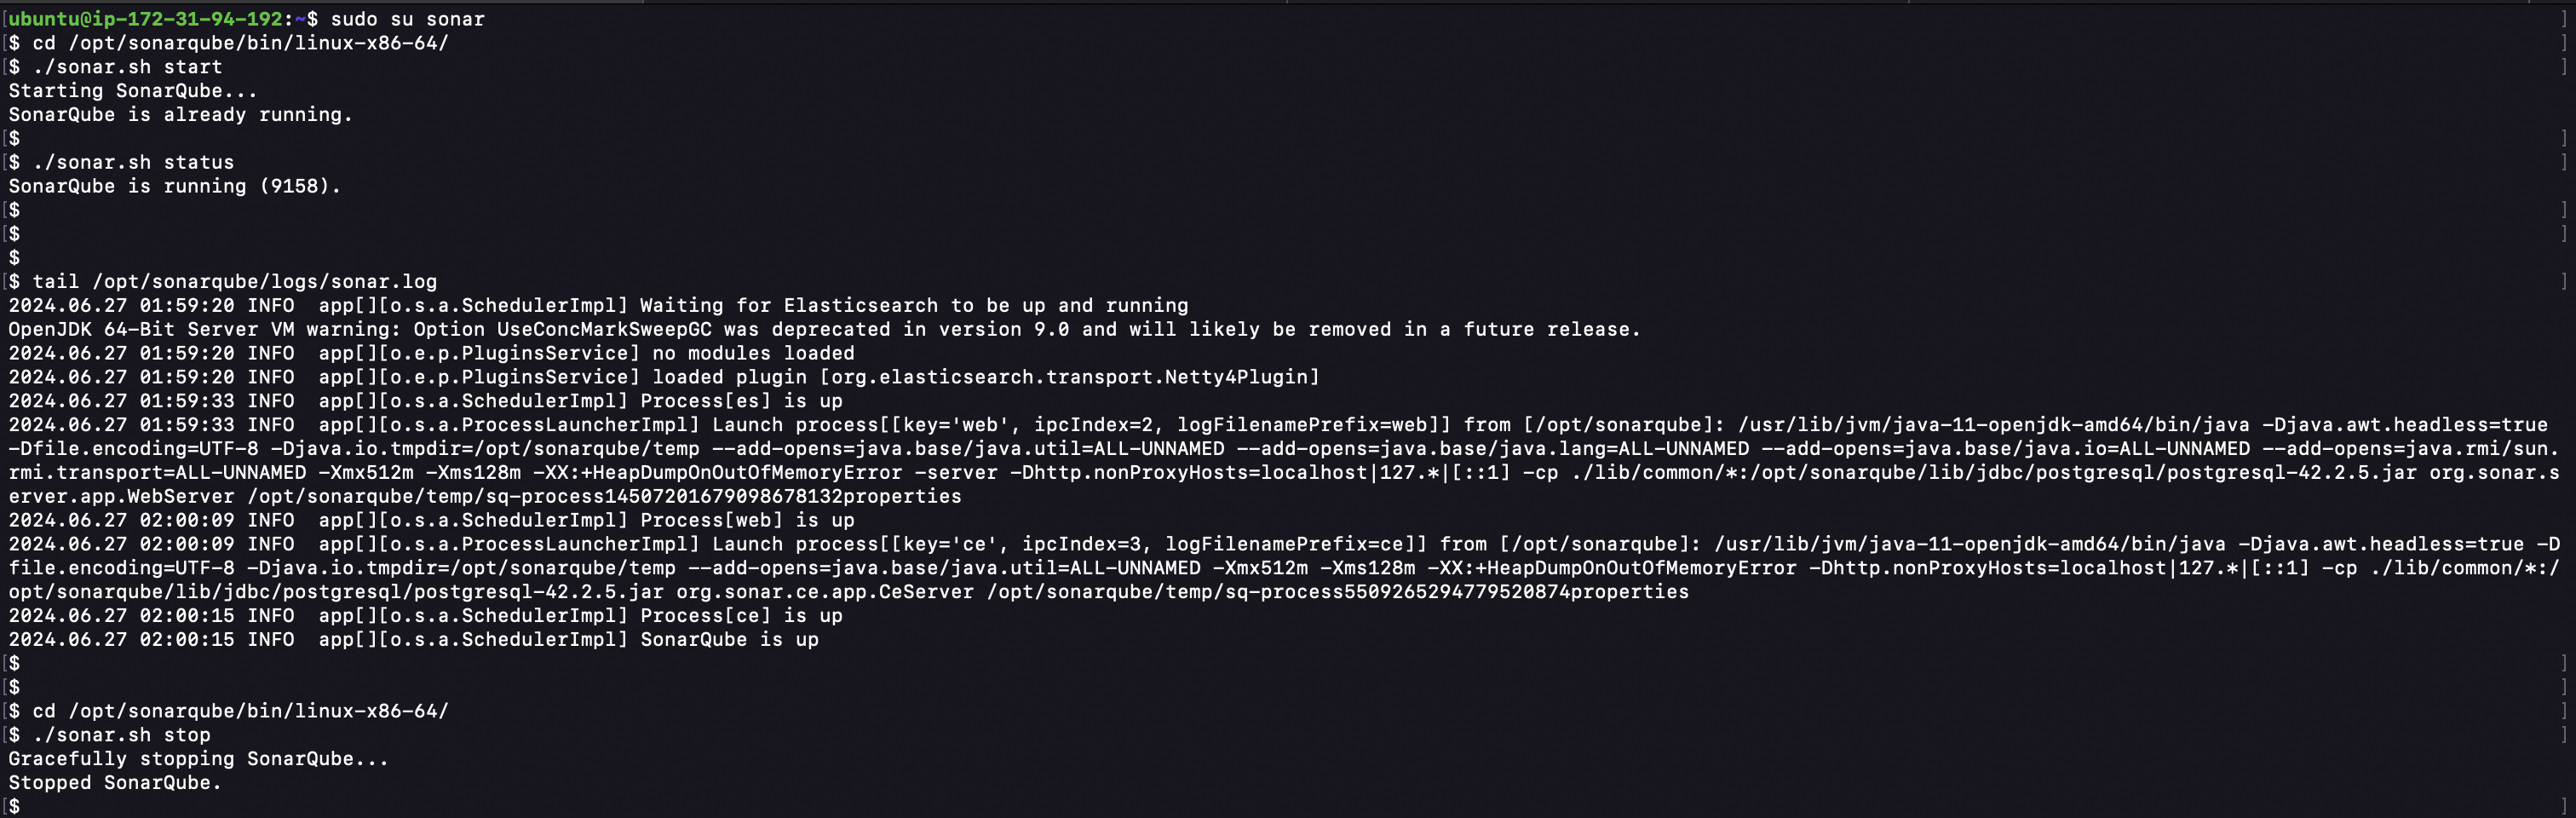 [ubuntu@ip-172-31-94-192:~$ sudo su sonar ]
[$ cd /opt/sonarqube/bin/linux-x86-64/ ]
[$ ./sonar.sh start ]
Starting SonarQube...
SonarQube is already running.
[$ ]
[$ ./sonar.sh status ]
SonarQube is running (9158).
[$ ]
[$ ]
$
[$ tail /opt/sonarqube/logs/sonar.log ]
2024.06.27 01:59:20 INFO  app[][o.s.a.SchedulerImpl] Waiting for Elasticsearch to be up and running
OpenJDK 64-Bit Server VM warning: Option UseConcMarkSweepGC was deprecated in version 9.0 and will likely be removed in a future release.
2024.06.27 01:59:20 INFO  app[][o.e.p.PluginsService] no modules loaded
2024.06.27 01:59:20 INFO  app[][o.e.p.PluginsService] loaded plugin [org.elasticsearch.transport.Netty4Plugin]
2024.06.27 01:59:33 INFO  app[][o.s.a.SchedulerImpl] Process[es] is up
2024.06.27 01:59:33 INFO  app[][o.s.a.ProcessLauncherImpl] Launch process[[key='web', ipcIndex=2, logFilenamePrefix=web]] from [/opt/sonarqube]: /usr/lib/jvm/java-11-openjdk-amd64/bin/java -Djava.awt.headless=true
-Dfile.encoding=UTF-8 -Djava.io.tmpdir=/opt/sonarqube/temp --add-opens=java.base/java.util=ALL-UNNAMED --add-opens=java.base/java.lang=ALL-UNNAMED --add-opens=java.base/java.io=ALL-UNNAMED --add-opens=java.rmi/sun.
rmi.transport=ALL-UNNAMED -Xmx512m -Xms128m -XX:+HeapDumpOnOutOfMemoryError -server -Dhttp.nonProxyHosts=localhost|127.*|[::1] -cp ./lib/common/*:/opt/sonarqube/lib/jdbc/postgresql/postgresql-42.2.5.jar org.sonar.s
erver.app.WebServer /opt/sonarqube/temp/sq-process14507201679098678132properties
2024.06.27 02:00:09 INFO  app[][o.s.a.SchedulerImpl] Process[web] is up
2024.06.27 02:00:09 INFO  app[][o.s.a.ProcessLauncherImpl] Launch process[[key='ce', ipcIndex=3, logFilenamePrefix=ce]] from [/opt/sonarqube]: /usr/lib/jvm/java-11-openjdk-amd64/bin/java -Djava.awt.headless=true -D
file.encoding=UTF-8 -Djava.io.tmpdir=/opt/sonarqube/temp --add-opens=java.base/java.util=ALL-UNNAMED -Xmx512m -Xms128m -XX:+HeapDumpOnOutOfMemoryError -Dhttp.nonProxyHosts=localhost|127.*|[::1] -cp ./lib/common/*:/
opt/sonarqube/lib/jdbc/postgresql/postgresql-42.2.5.jar org.sonar.ce.app.CeServer /opt/sonarqube/temp/sq-process5509265294779520874properties
2024.06.27 02:00:15 INFO  app[][o.s.a.SchedulerImpl] Process[ce] is up
2024.06.27 02:00:15 INFO  app[][o.s.a.SchedulerImpl] SonarQube is up
[$ ]
[$ ]
[$ cd /opt/sonarqube/bin/linux-x86-64/ ]
[$ ./sonar.sh stop ]
Gracefully stopping SonarQube...
Stopped SonarQube.
[$ ]